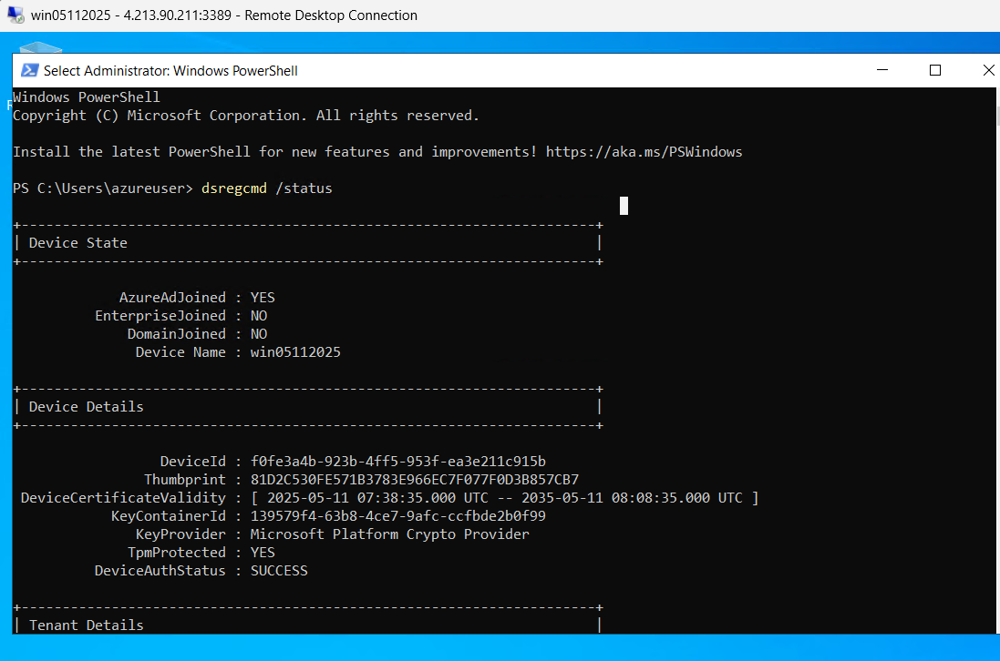 win05112025 - 4.213.90.211:3389 - Remote Desktop Connection
Select Administrator: Windows PowerShell
Windows PowerShell
Copyright (C) Microsoft Corporation. All rights reserved.
Install the latest PowerShell for new features and improvements! https://aka.ms/PSWindows
PS C:\Users\azureuser> dsregcmd /status
+----------------------------------------------------------------------+
| Device State                                                         |
+----------------------------------------------------------------------+
AzureAdJoined : YES
EnterpriseJoined : NO
DomainJoined : NO
Device Name : win05112025
+----------------------------------------------------------------------+
| Device Details                                                       |
+----------------------------------------------------------------------+
DeviceId : f0fe3a4b-923b-4ff5-953f-ea3e211c915b
Thumbprint : 81D2C530FE571B3783E966EC7F077F0D3B857CB7
DeviceCertificateValidity : [ 2025-05-11 07:38:35.000 UTC -- 2035-05-11 08:08:35.000 UTC ]
KeyContainerId : 139579f4-63b8-4ce7-9afc-ccfbde2b0f99
KeyProvider : Microsoft Platform Crypto Provider
TpmProtected : YES
DeviceAuthStatus : SUCCESS
+----------------------------------------------------------------------+
| Tenant Details                                                       |